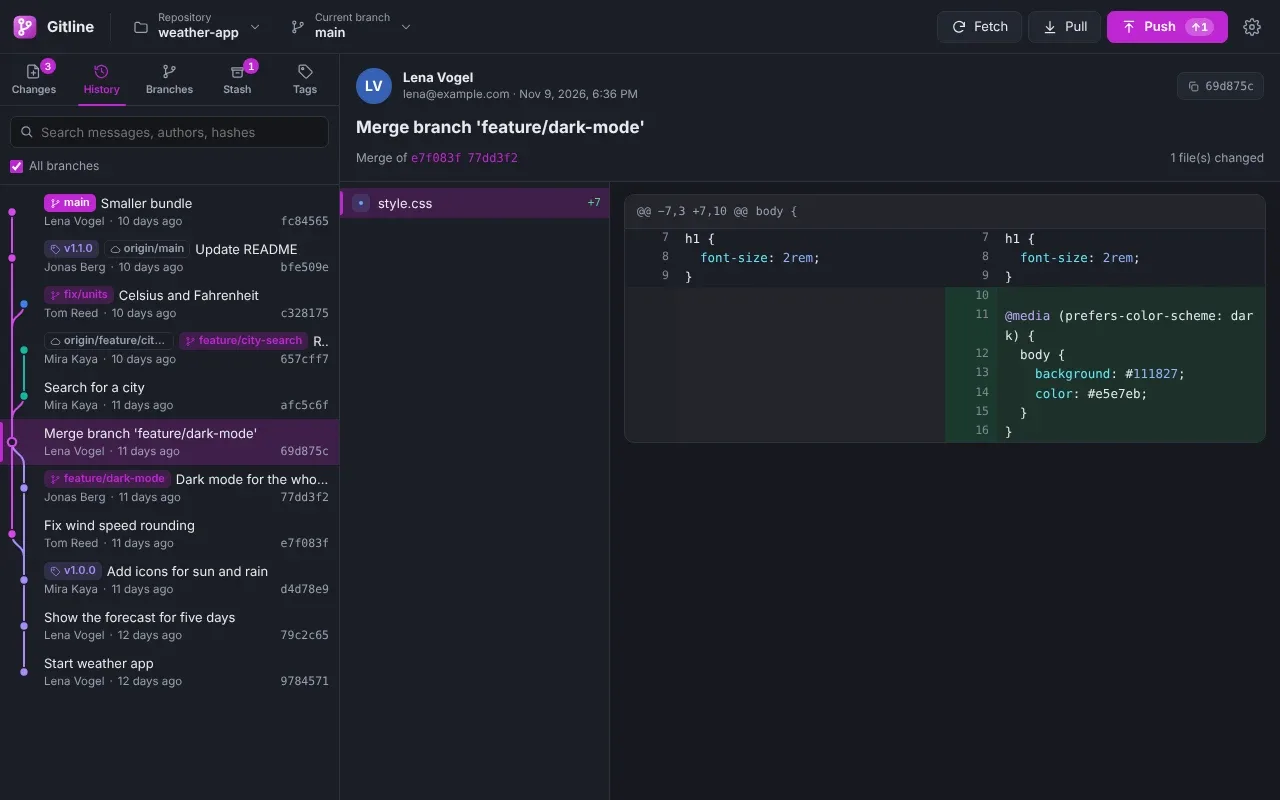 Gitline
Repository
weather-app
Current branch
main
Fetch
Pull
Push ↑1
Changes 3
History
Branches
Stash 1
Tags
Search messages, authors, hashes
All branches
main Smaller bundle
Lena Vogel · 10 days ago fc84565
v1.1.0 origin/main Update README
Jonas Berg · 10 days ago bfe509e
fix/units Celsius and Fahrenheit
Tom Reed · 10 days ago c328175
origin/feature/cit... feature/city-search R..
Mira Kaya · 10 days ago 657cff7
Search for a city
Mira Kaya · 11 days ago afc5c6f
Merge branch 'feature/dark-mode'
Lena Vogel · 11 days ago 69d875c
feature/dark-mode Dark mode for the who...
Jonas Berg · 11 days ago 77dd3f2
Fix wind speed rounding
Tom Reed · 11 days ago e7f083f
v1.0.0 Add icons for sun and rain
Mira Kaya · 11 days ago d4d78e9
Show the forecast for five days
Lena Vogel · 12 days ago 79c2c65
Start weather app
Lena Vogel · 12 days ago 9784571
LV
Lena Vogel
lena@example.com · Nov 9, 2026, 6:36 PM
69d875c
Merge branch 'feature/dark-mode'
Merge of e7f083f 77dd3f2
1 file(s) changed
style.css +7
@@ −7,3 +7,10 @@ body {
7 h1 {
8 font-size: 2rem;
9 }
7 h1 {
8 font-size: 2rem;
9 }
10
11 @media (prefers-color-scheme: dar
k) {
12 body {
13 background: #111827;
14 color: #e5e7eb;
15 }
16 }